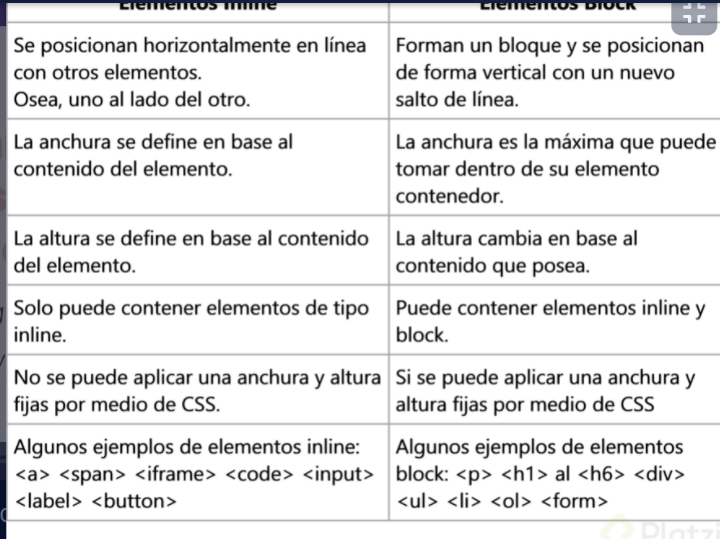 Elementos Inline
Elementos Block
Se posicionan horizontalmente en línea
con otros elementos.
Osea, uno al lado del otro.
Forman un bloque y se posicionan
de forma vertical con un nuevo
salto de línea.
La anchura se define en base al
contenido del elemento.
La anchura es la máxima que puede
tomar dentro de su elemento
contenedor.
La altura se define en base al contenido
del elemento.
La altura cambia en base al
contenido que posea.
Solo puede contener elementos de tipo
inline.
Puede contener elementos inline y
block.
No se puede aplicar una anchura y altura
fijas por medio de CSS.
Si se puede aplicar una anchura y
altura fijas por medio de CSS
Algunos ejemplos de elementos inline:
<a> <span> <iframe> <code> <input>
<label> <button>
Algunos ejemplos de elementos
block: <p> <h1> al <h6> <div>
<ul> <li> <ol> <form>
Platzi